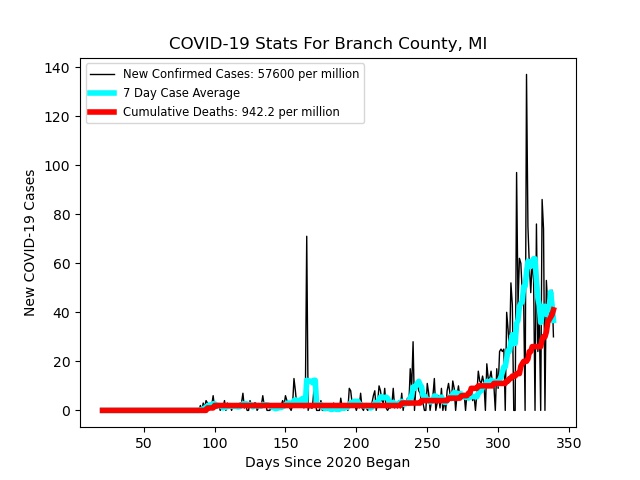 COVID-19 Stats For Branch County, MI
New Confirmed Cases: 57600 per million
7 Day Case Average
Cumulative Deaths: 942.2 per million
New COVID-19 Cases
140
120
100
80
60
40
20
0
50
100
150
200
250
300
350
Days Since 2020 Began